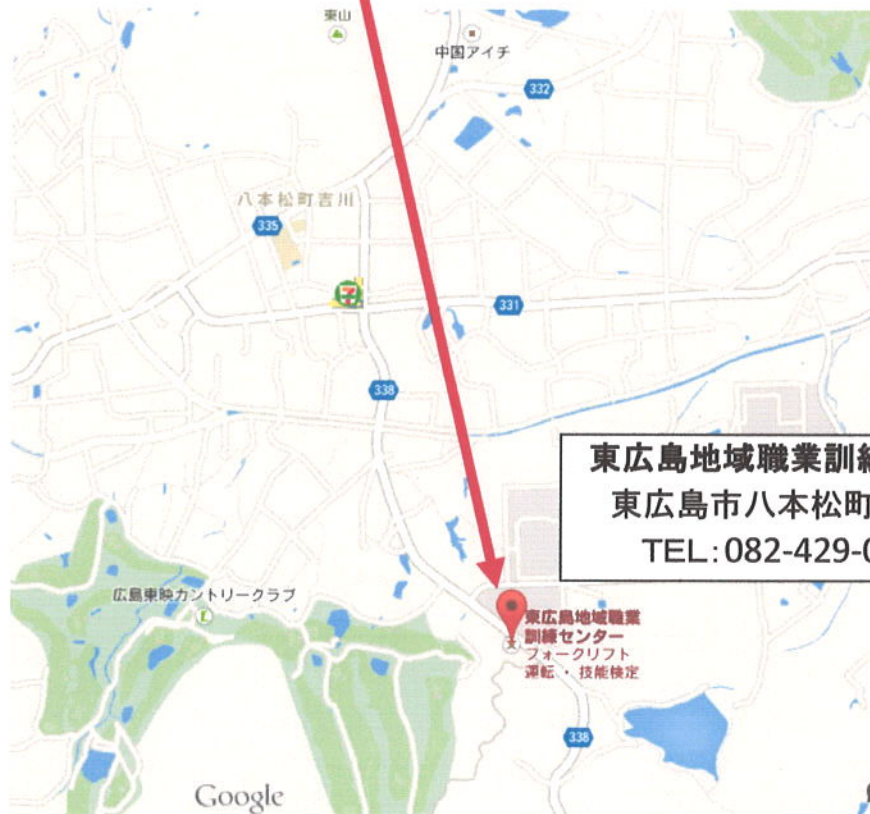 東山
中国アイチ
332
八本松町吉川
335
331
338
東広島地域職業訓
東広島市八本松町
TEL:082-429-
広島東映カントリークラブ
東広島地域職業
訓練センター
フォークリフト
運転・技能検定
338
Google